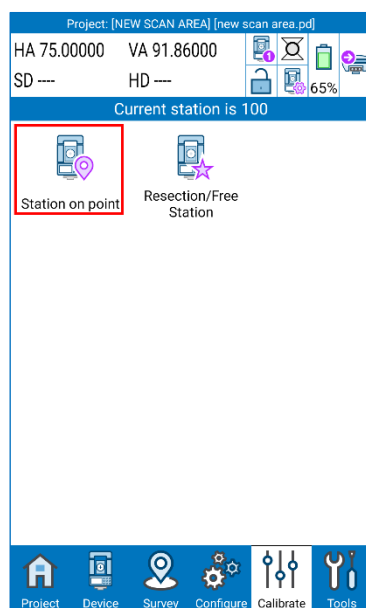 Project: [NEW SCAN AREA] [new scan area.pd]
HA 75.00000 VA 91.86000
1
SD ---- HD ----
65%
Current station is 100
Station on point
Resection/Free
Station
Project Device Survey Configure Calibrate Tools